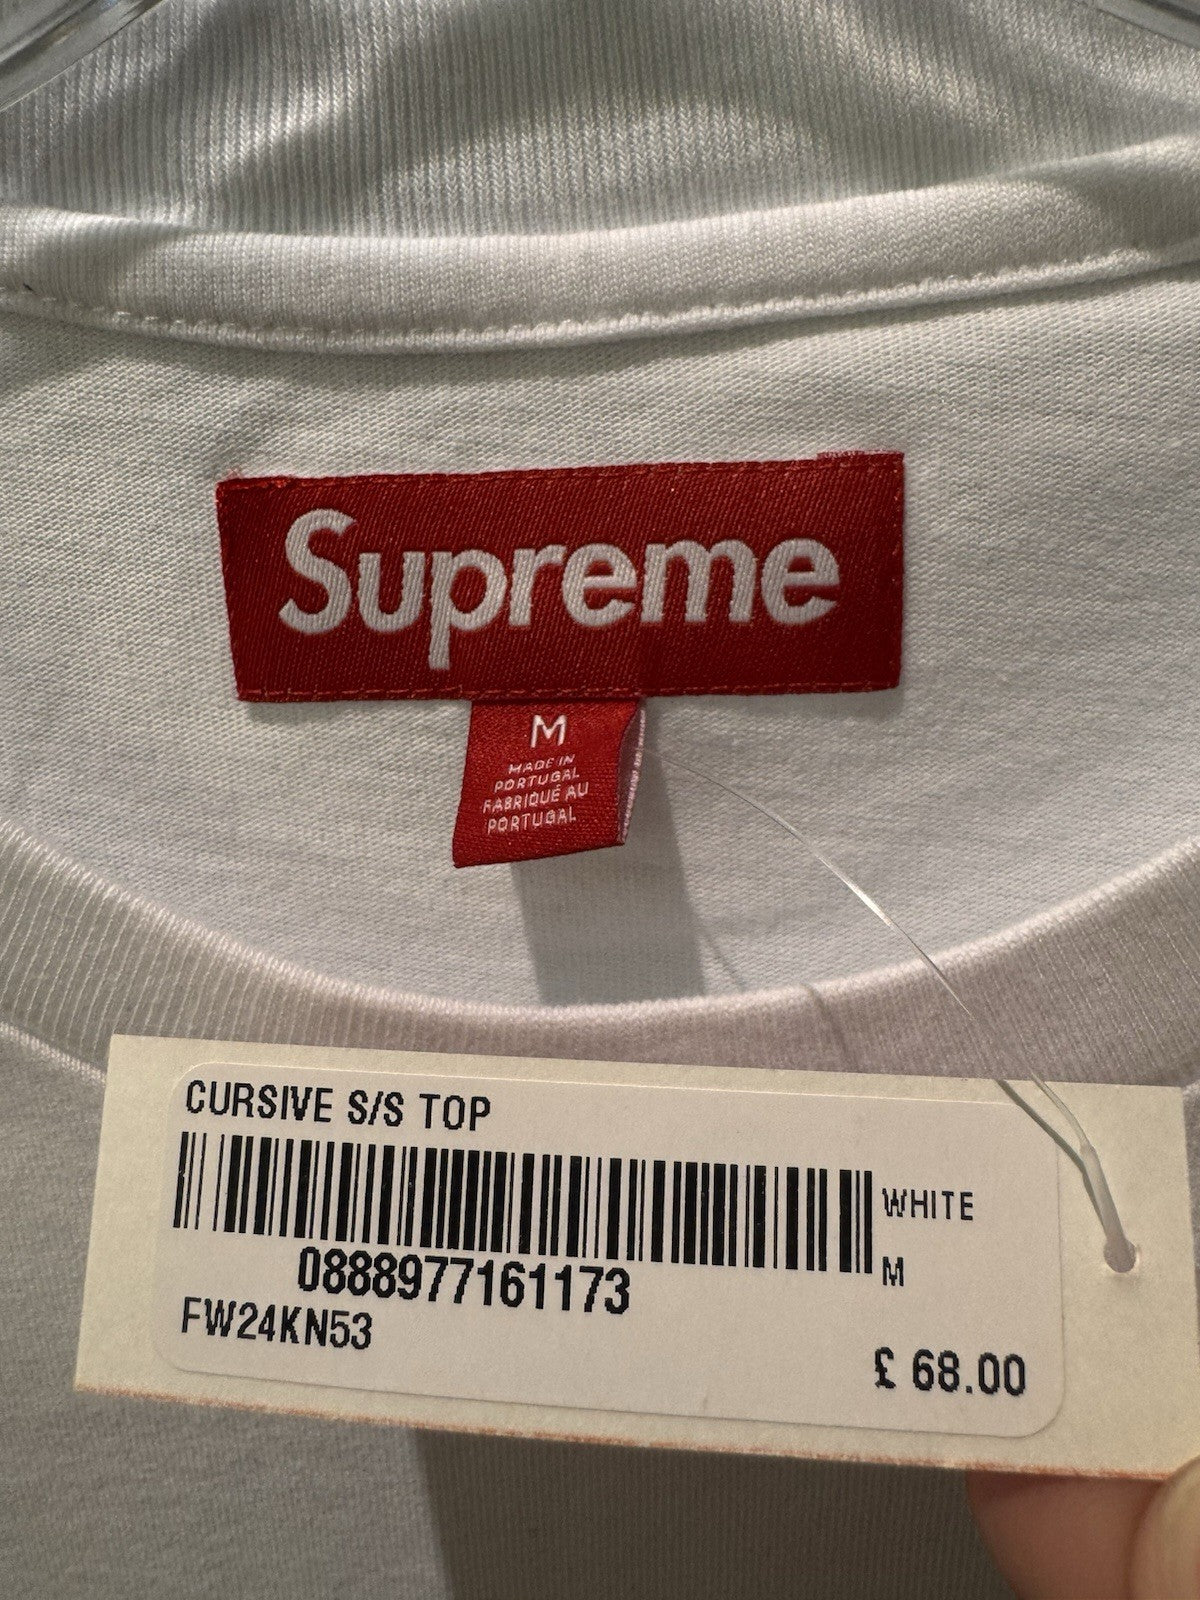 Supreme
M
MADE IN
PORTUGAL
FABRIQUÉ AU
PORTUGAL
CURSIVE S/S TOP
WHITE
M
0888977161173
FW24KN53
£ 68.00